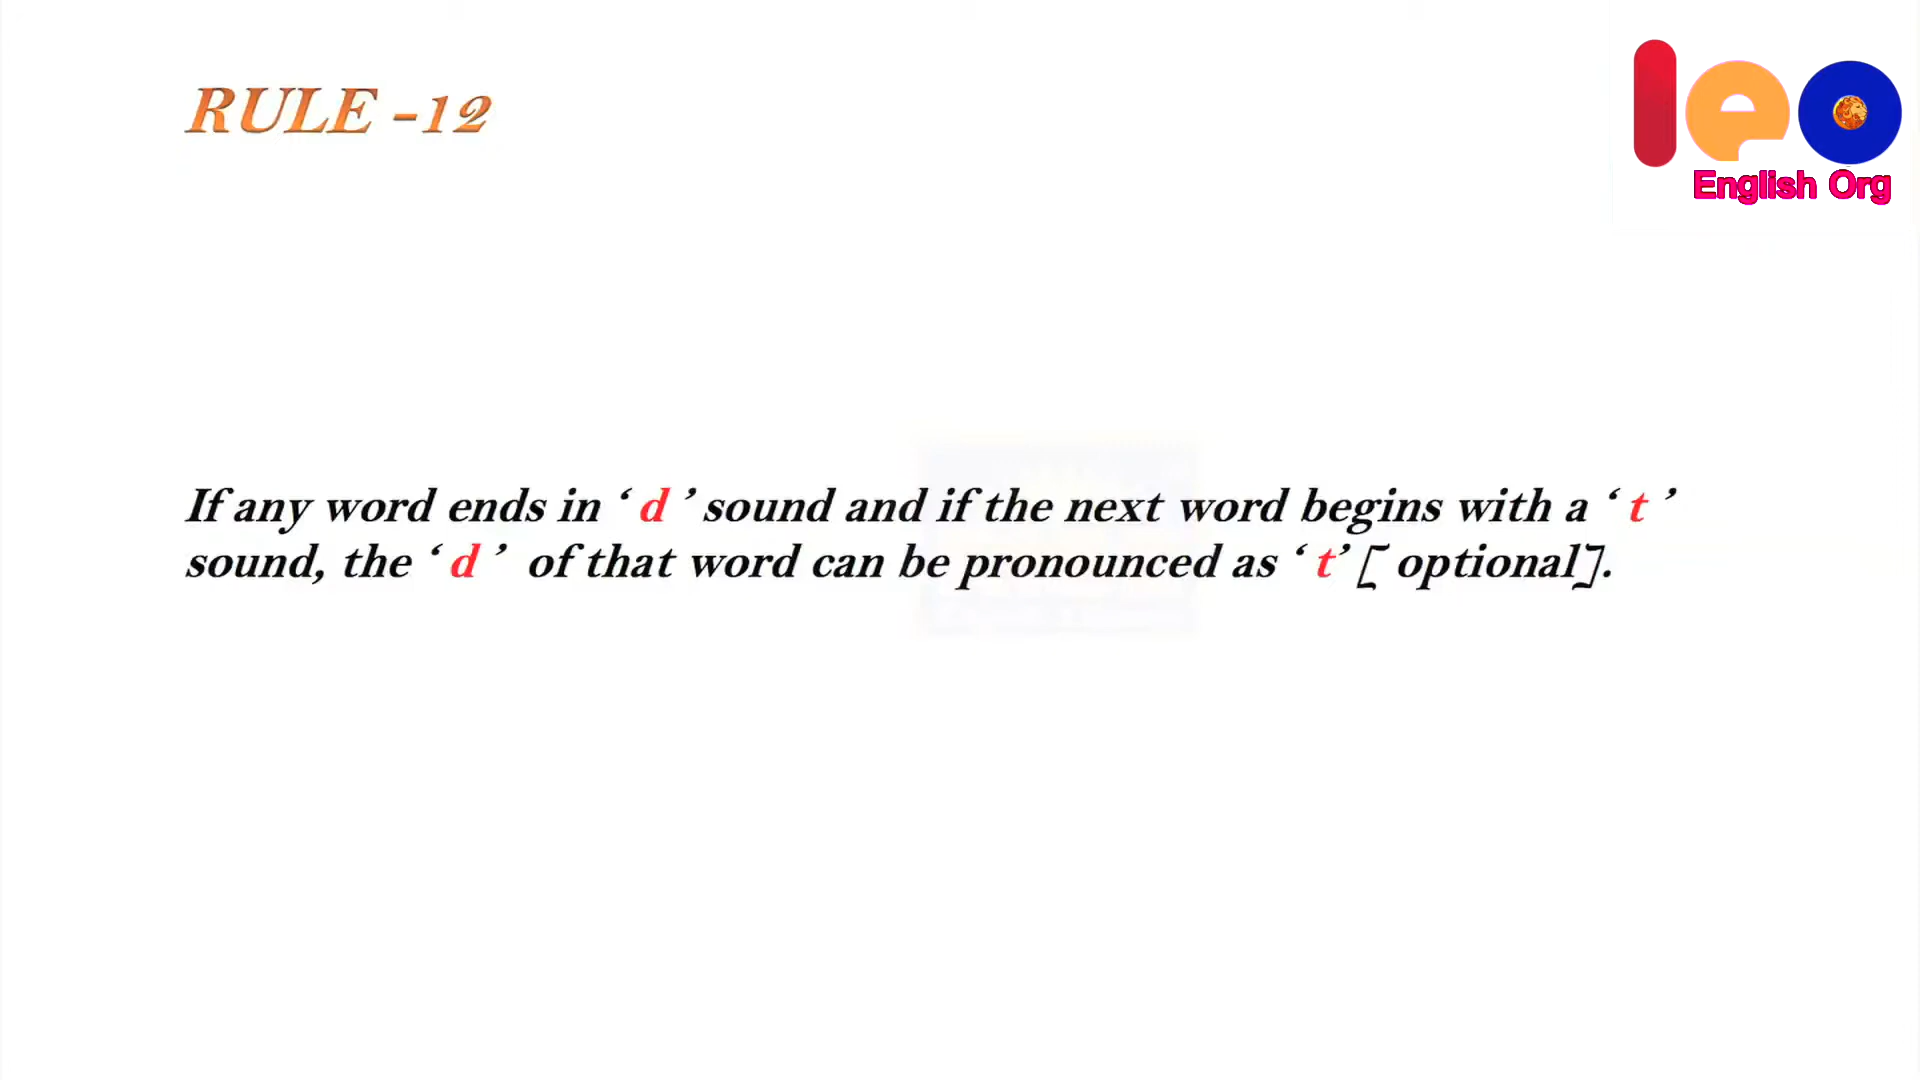 RULE -12
leo
English Org
If any word ends in ‘ d ’ sound and if the next word begins with a ‘ t ’
sound, the ‘ d ’ of that word can be pronounced as ‘ t’ [ optional].